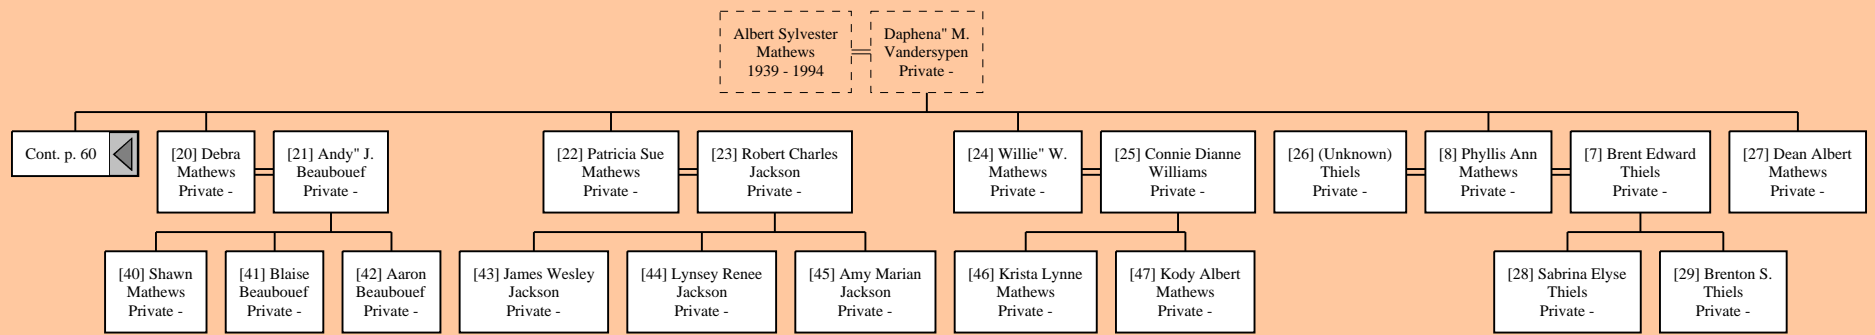 Albert Sylvester
Mathews
1939 - 1994
Daphena" M.
Vandersypen
Private -
Cont. p. 60
[20] Debra
Mathews
Private -
[21] Andy" J.
Beaubouef
Private -
[22] Patricia Sue
Mathews
Private -
[23] Robert Charles
Jackson
Private -
[24] Willie" W.
Mathews
Private -
[25] Connie Dianne
Williams
Private -
[26] (Unknown)
Thiels
Private -
[8] Phyllis Ann
Mathews
Private -
[7] Brent Edward
Thiels
Private -
[27] Dean Albert
Mathews
Private -
[40] Shawn
Mathews
Private -
[41] Blaise
Beaubouef
Private -
[42] Aaron
Beaubouef
Private -
[43] James Wesley
Jackson
Private -
[44] Lynsey Renee
Jackson
Private -
[45] Amy Marian
Jackson
Private -
[46] Krista Lynne
Mathews
Private -
[47] Kody Albert
Mathews
Private -
[28] Sabrina Elyse
Thiels
Private -
[29] Brenton S.
Thiels
Private -